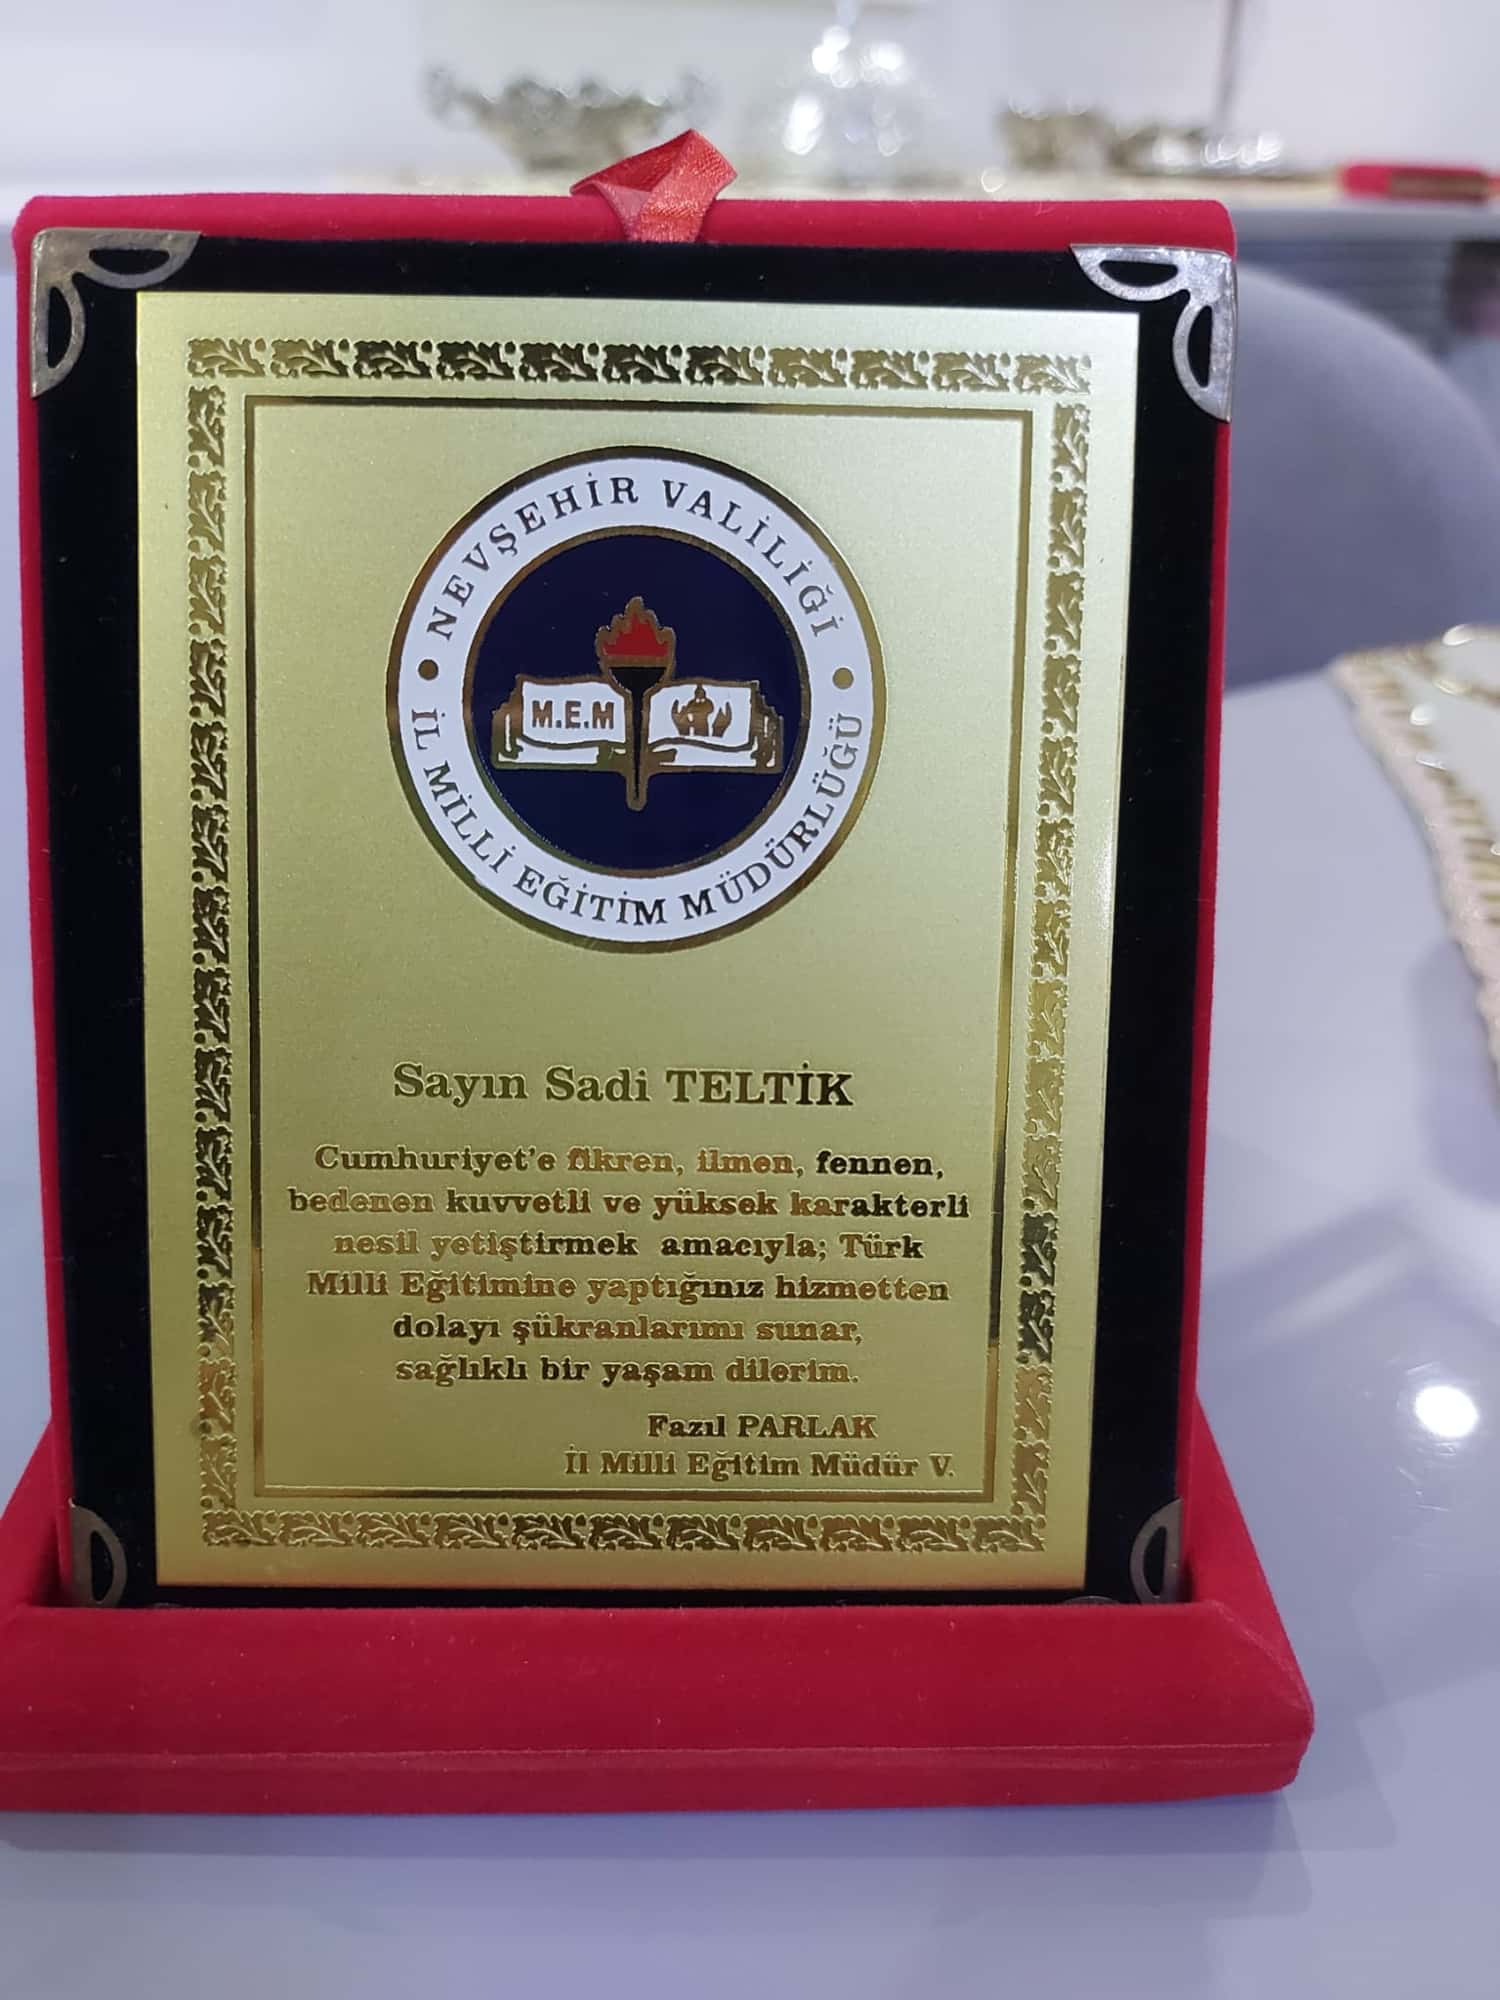 NEVŞEHİR VALİLİĞİ
İL MİLLİ EĞİTİM MÜDÜRLÜĞÜ
M.E.M
Sayın Sadi TELTİK
Cumhuriyet'e fikren, ilmen, fennen,
bedenen kuvvetli ve yüksek karakterli
nesil yetiştirmek amacıyla; Türk
Milli Eğitimine yaptığınız hizmetten
dolayı şükranlarımı sunar,
sağlıklı bir yaşam dilerim.
Fazıl PARLAK
İl Milli Eğitim Müdür V.